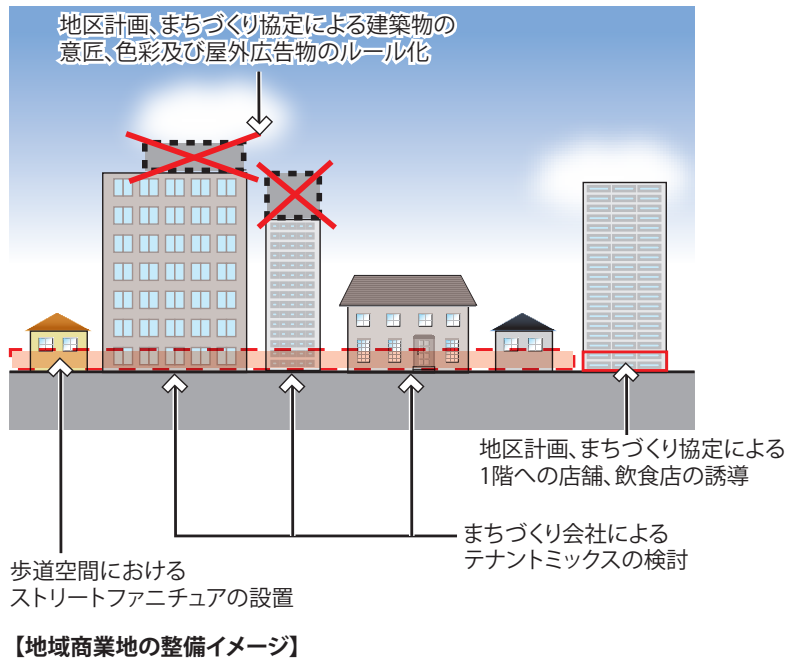 地区計画、まちづくり協定による建築物の
意匠、色彩及び屋外広告物のルール化
地区計画、まちづくり協定による
1階への店舗、飲食店の誘導
まちづくり会社による
テナントミックスの検討
歩道空間における
ストリートファニチュアの設置
【地域商業地の整備イメージ】